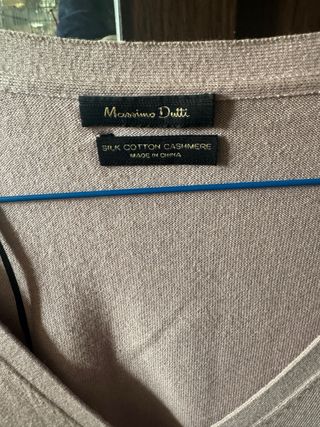 Massimo Dutti
SILK COTTON CASHMERE
MADE IN CHINA